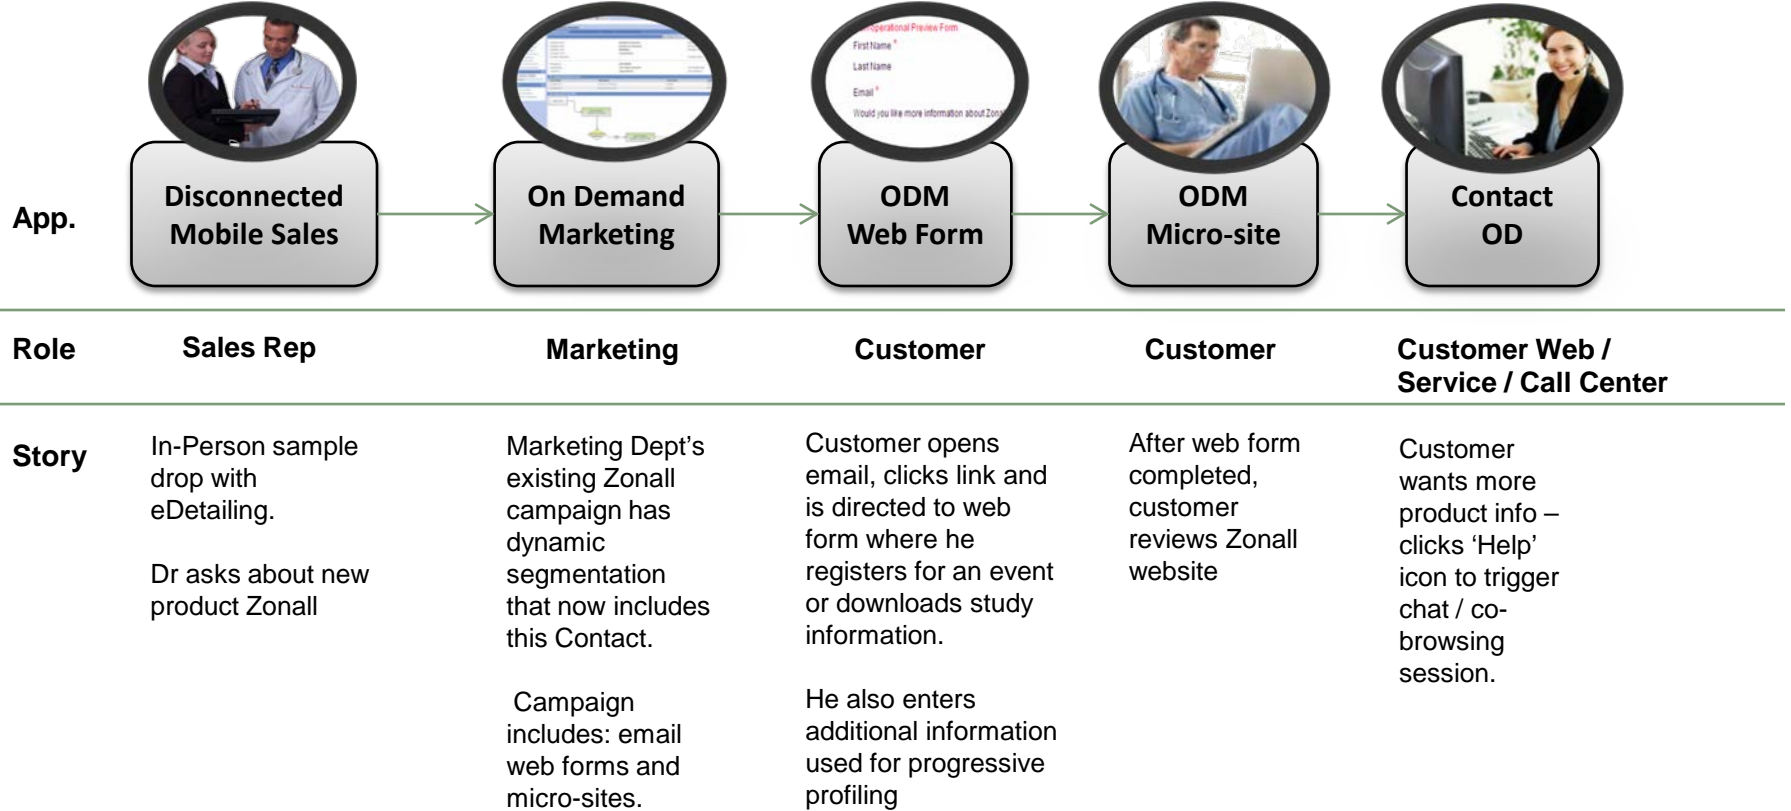 Operational Preview Form
First Name *
Last Name
Email *
Would you like more information about
App.
Disconnected
Mobile Sales
On Demand
Marketing
ODM
Web Form
ODM
Micro-site
Contact
OD
Role
Sales Rep
Marketing
Customer
Customer
Customer Web /
Service / Call Center
Story
In-Person sample
drop with
eDetailing.
Dr asks about new
product Zonall
Marketing Dept’s
existing Zonall
campaign has
dynamic
segmentation
that now includes
this Contact.
Campaign
includes: email
web forms and
micro-sites.
Customer opens
email, clicks link and
is directed to web
form where he
registers for an event
or downloads study
information.
He also enters
additional information
used for progressive
profiling
After web form
completed,
customer
reviews Zonall
website
Customer
wants more
product info –
clicks ‘Help’
icon to trigger
chat / co-
browsing
session.